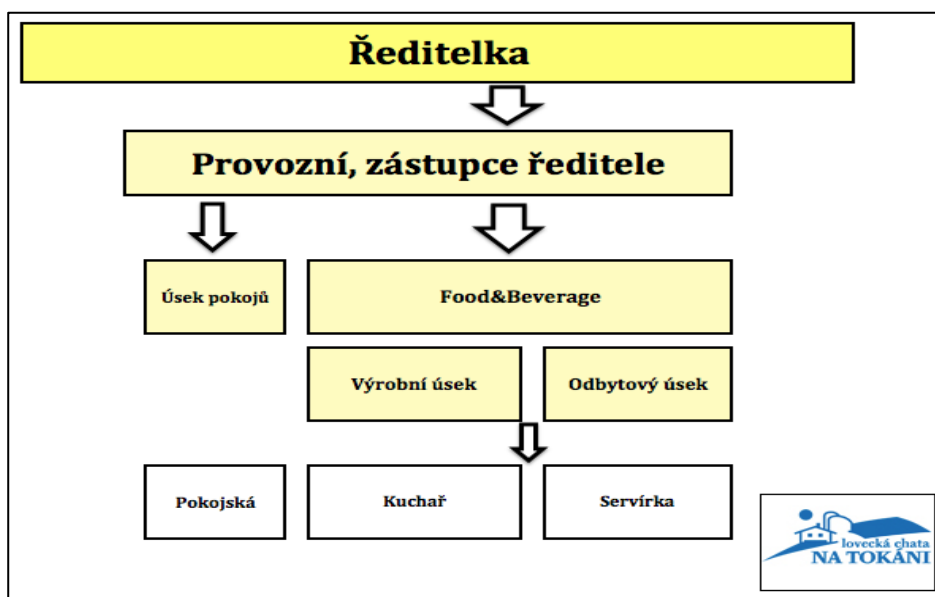 Ředitelka
Provozní, zástupce ředitele
Úsek pokojů
Food&Beverage
Výrobní úsek
Odbytový úsek
Pokojská
Kuchař
Servírka
lovecká chata
NA TOKÁNI